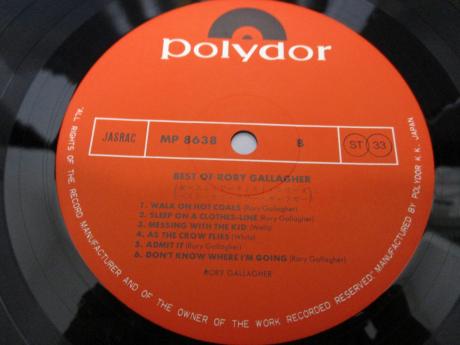 polydor
JASRAC MP 8638 B ST 33
BEST OF RORY GALLAGHER
1. WALK ON HOT COALS (Rory Gallagher)
2. SLEEP ON A CLOTHES-LINE (Rory Gallagher)
3. MESSING WITH THE KID (Wells)
4. AS THE CROW FLIES (White)
5. ADMIT IT (Rory Gallagher)
6. DON'T KNOW WHERE I'M GOING (Rory Gallagher)
RORY GALLAGHER
"ALL RIGHTS OF THE RECORD MANUFACTURER AND OF THE OWNER OF THE WORK RECORDED RESERVED" MANUFACTURED BY POLYDOR K.K. JAPAN